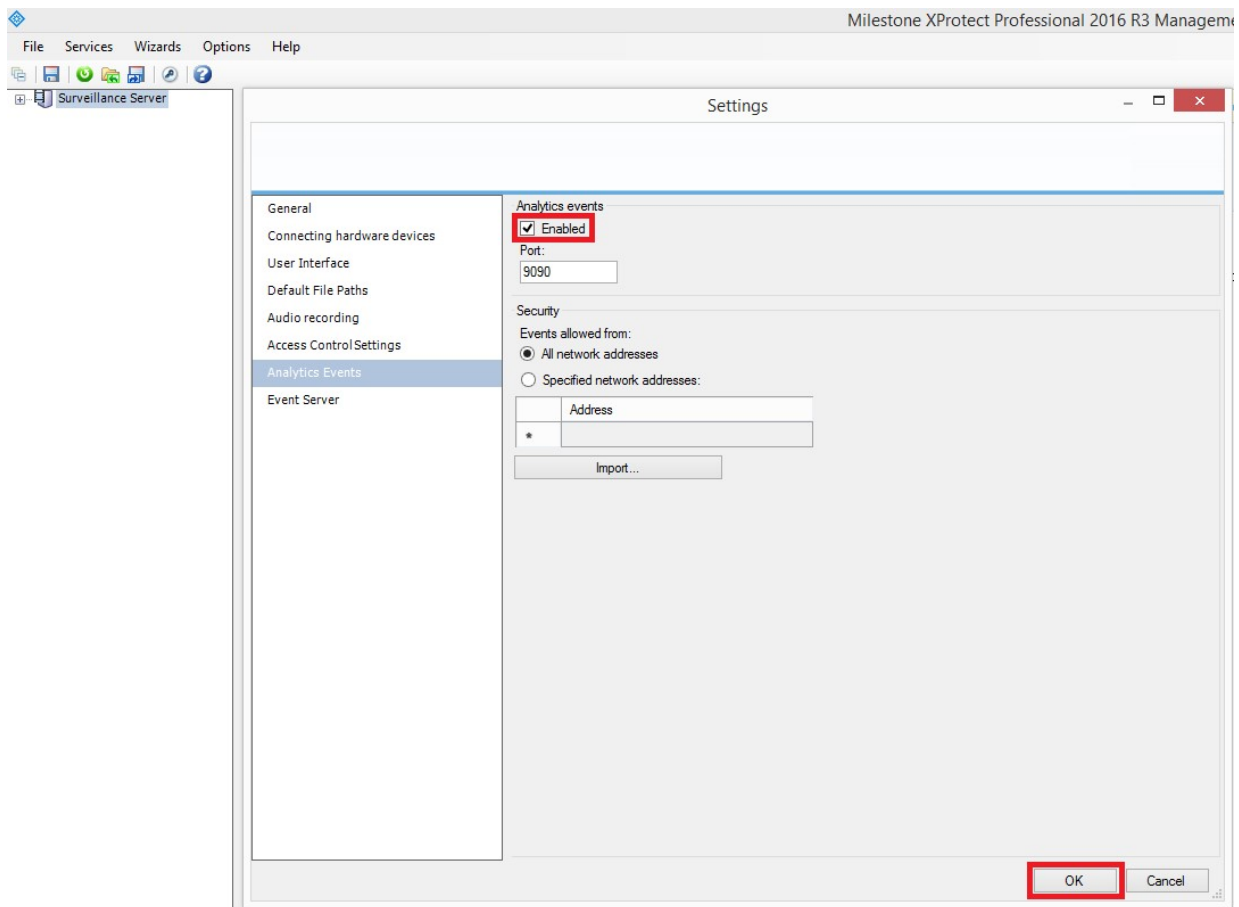 Milestone XProtect Professional 2016 R3 Manageme
File Services Wizards Options Help
Surveillance Server
Settings
General
Connecting hardware devices
User Interface
Default File Paths
Audio recording
Access Control Settings
Analytics Events
Event Server
Analytics events
Enabled
Port:
9090
Security
Events allowed from:
All network addresses
Specified network addresses:
Address
*
Import...
OK Cancel